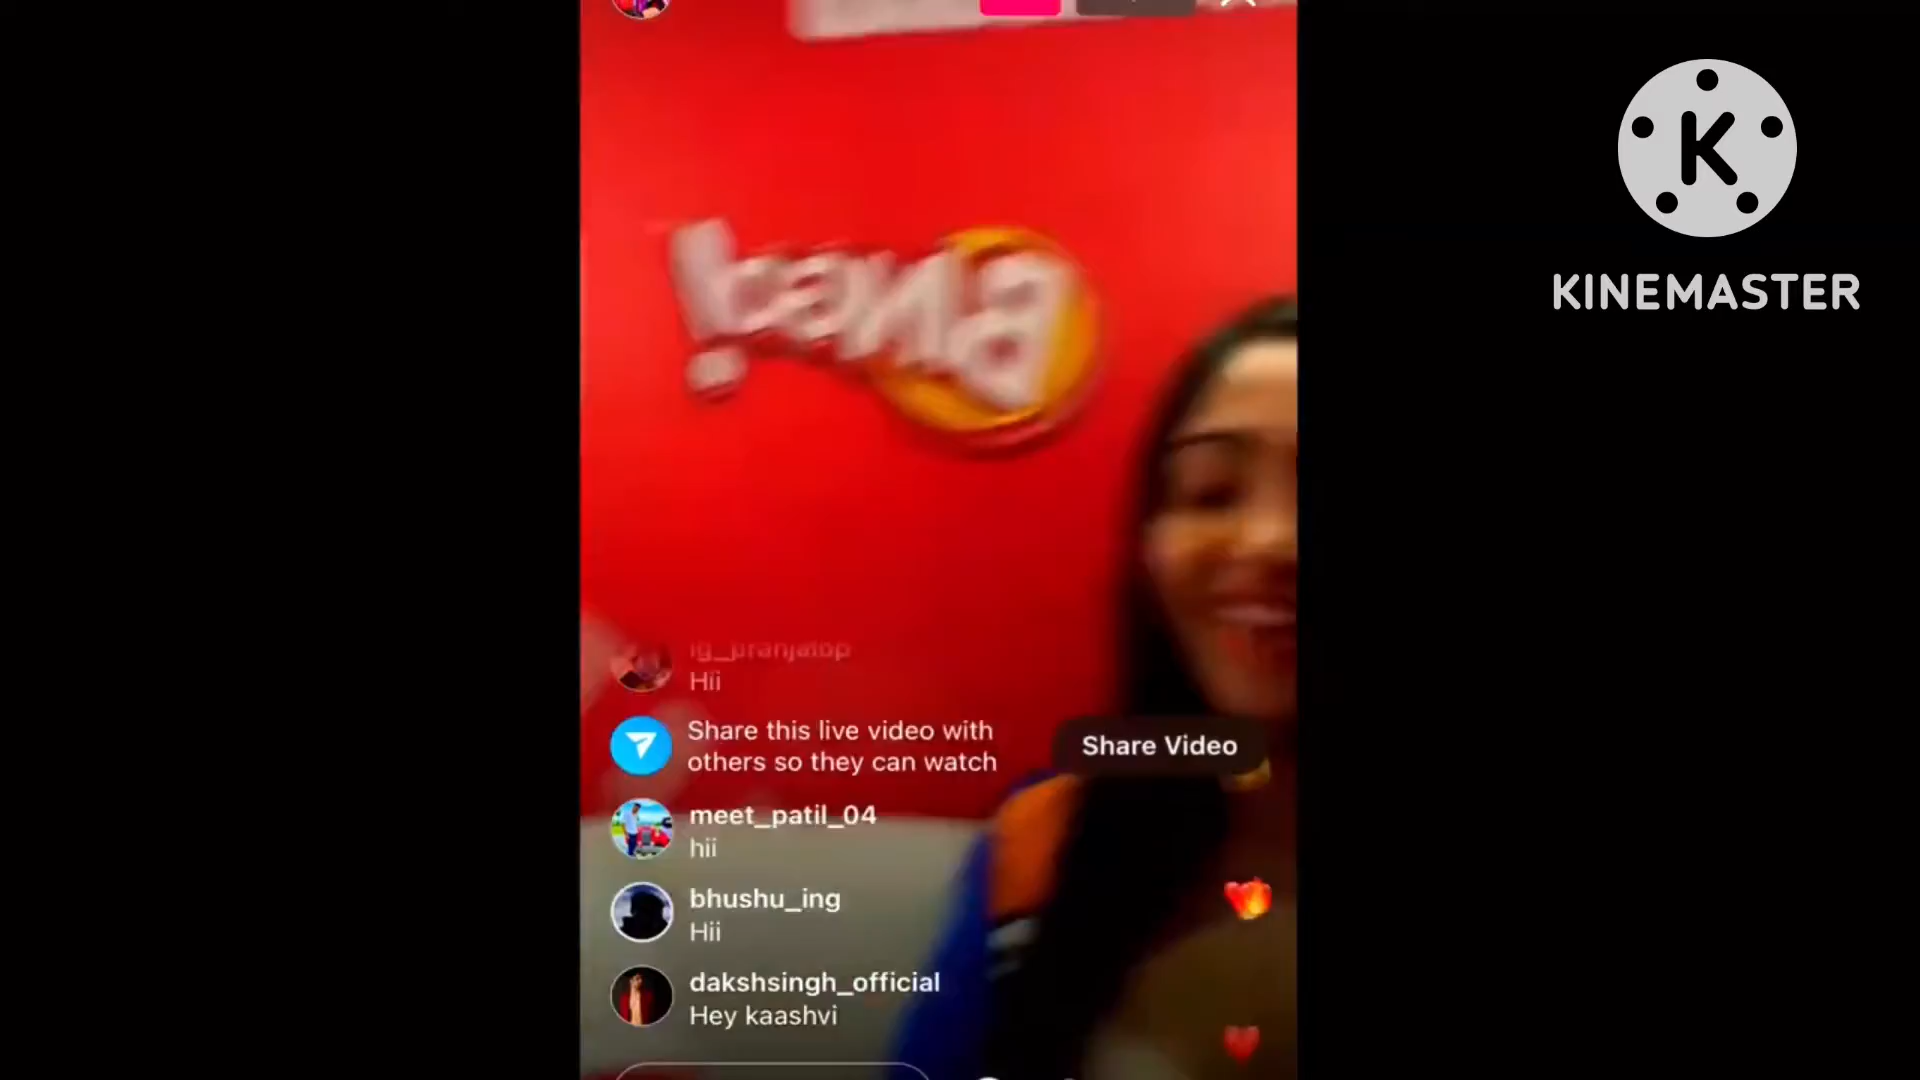 K
KINEMASTER
Hii
Share this live video with
others so they can watch
Share Video
meet_patil_04
hii
bhushu_ing
Hii
dakshsingh_official
Hey kaashvi